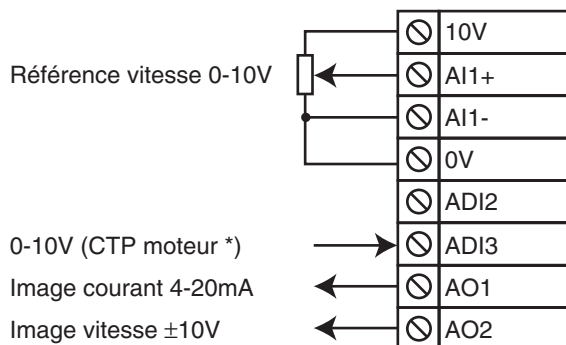 10V
Référence vitesse 0-10V AI1+
AI1-
0V
ADI2
0-10V (CTP moteur *) ADI3
Image courant 4-20mA AO1
Image vitesse ±10V AO2